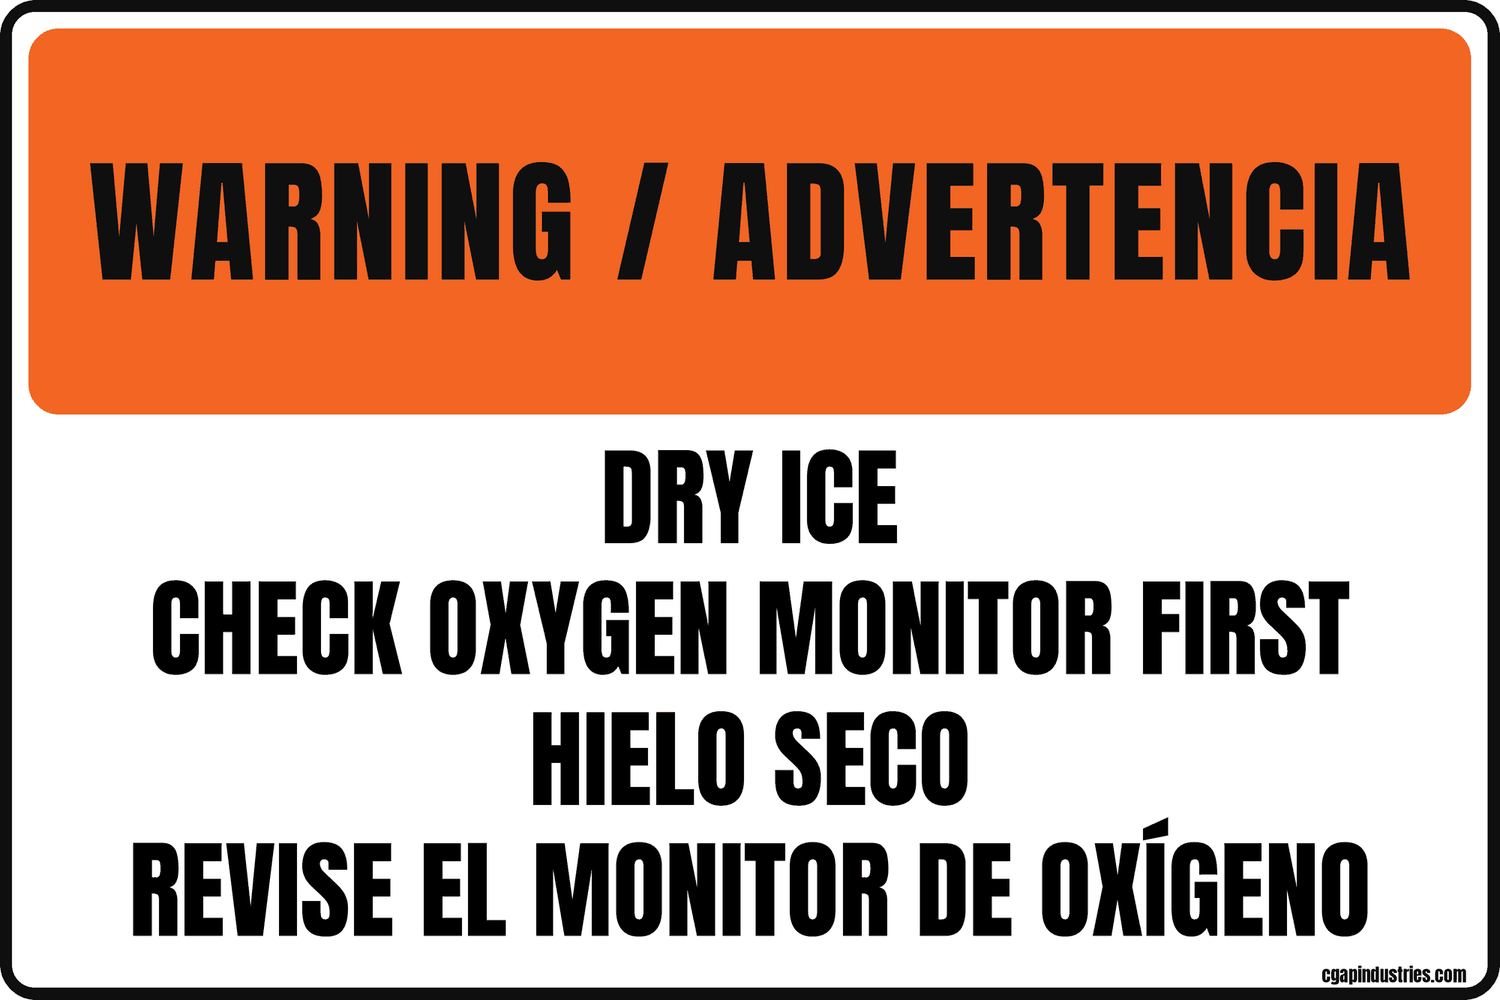 WARNING / ADVERTENCIA
DRY ICE
CHECK OXYGEN MONITOR FIRST
HIELO SECO
REVISE EL MONITOR DE OXÍGENO
cgapindustries.com